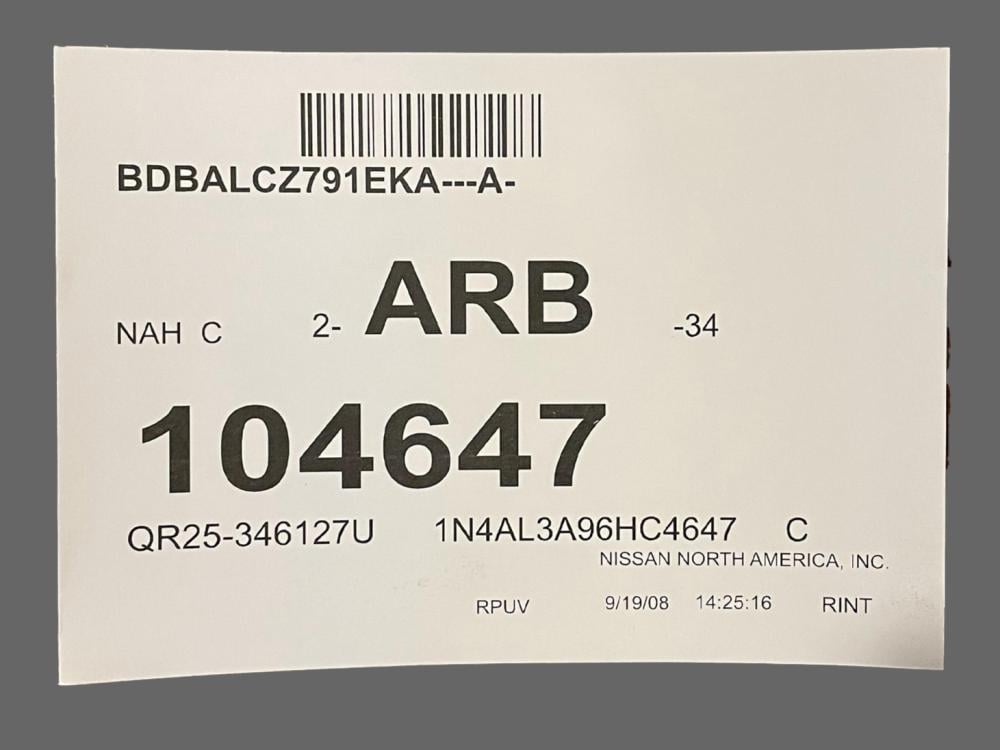 BDBALCZ791EKA---A-
NAH C 2- ARB -34
104647
QR25-346127U 1N4AL3A96HC4647 C
NISSAN NORTH AMERICA, INC.
RPUV 9/19/08 14:25:16 RINT